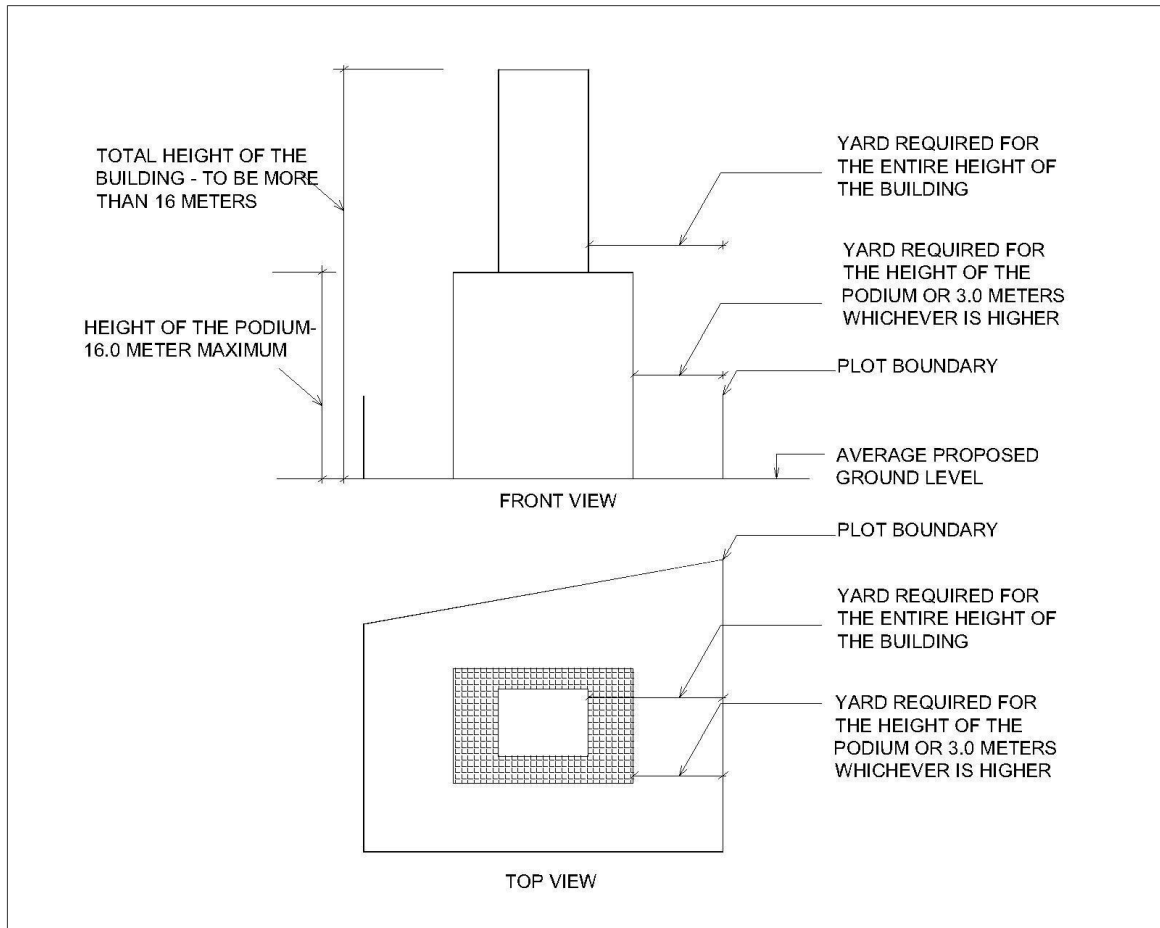 TOTAL HEIGHT OF THE
BUILDING - TO BE MORE
THAN 16 METERS
HEIGHT OF THE PODIUM-
16.0 METER MAXIMUM
YARD REQUIRED FOR
THE ENTIRE HEIGHT OF
THE BUILDING
YARD REQUIRED FOR
THE HEIGHT OF THE
PODIUM OR 3.0 METERS
WHICHEVER IS HIGHER
PLOT BOUNDARY
AVERAGE PROPOSED
GROUND LEVEL
FRONT VIEW
PLOT BOUNDARY
YARD REQUIRED FOR
THE ENTIRE HEIGHT OF
THE BUILDING
YARD REQUIRED FOR
THE HEIGHT OF THE
PODIUM OR 3.0 METERS
WHICHEVER IS HIGHER
TOP VIEW